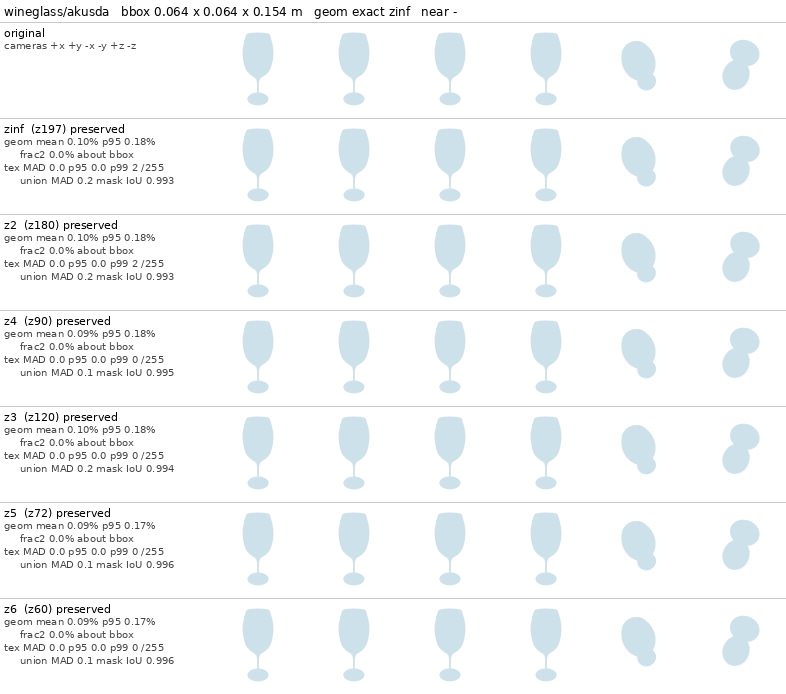 wineglass/akusda   bbox 0.064 x 0.064 x 0.154 m   geom exact zinf   near -
original
cameras +x +y -x -y +z -z
zinf  (z197) preserved
geom mean 0.10% p95 0.18%
frac2 0.0% about bbox
tex MAD 0.0 p95 0.0 p99 2 /255
union MAD 0.2 mask IoU 0.993
z2  (z180) preserved
geom mean 0.10% p95 0.18%
frac2 0.0% about bbox
tex MAD 0.0 p95 0.0 p99 2 /255
union MAD 0.2 mask IoU 0.993
z4  (z90) preserved
geom mean 0.09% p95 0.18%
frac2 0.0% about bbox
tex MAD 0.0 p95 0.0 p99 0 /255
union MAD 0.1 mask IoU 0.995
z3  (z120) preserved
geom mean 0.10% p95 0.18%
frac2 0.0% about bbox
tex MAD 0.0 p95 0.0 p99 0 /255
union MAD 0.2 mask IoU 0.994
z5  (z72) preserved
geom mean 0.09% p95 0.17%
frac2 0.0% about bbox
tex MAD 0.0 p95 0.0 p99 0 /255
union MAD 0.1 mask IoU 0.996
z6  (z60) preserved
geom mean 0.09% p95 0.17%
frac2 0.0% about bbox
tex MAD 0.0 p95 0.0 p99 0 /255
union MAD 0.1 mask IoU 0.996